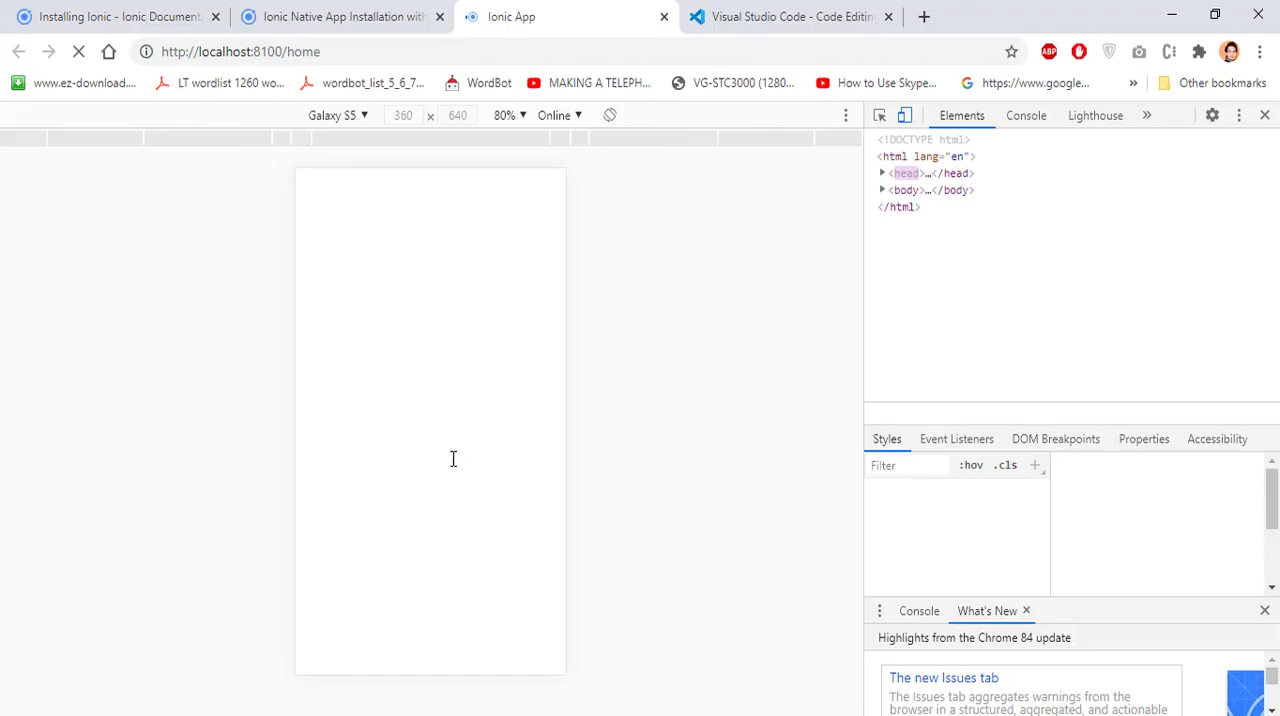 Installing Ionic - Ionic Document
Ionic Native App Installation with
Ionic App
Visual Studio Code - Code Editin
http://localhost:8100/home
ABP
www.ez-download....
LT wordlist 1260 wo...
wordbot_list_5_6_7...
WordBot
MAKING A TELEPH...
VG-STC3000 (1280...
How to Use Skype...
https://www.google...
»
Other bookmarks
Galaxy S5 ▼ 360 × 640 80% ▼ Online ▼
Elements Console Lighthouse »
<!DOCTYPE html>
<html lang="en">
<head>…</head>
<body>…</body>
</html>
Styles Event Listeners DOM Breakpoints Properties Accessibility
Filter :hov .cls +
Console What's New ×
Highlights from the Chrome 84 update
The new Issues tab
The Issues tab aggregates warnings from the
browser in a structured, aggregated, and actionable